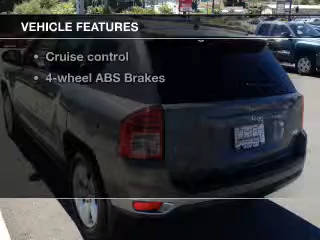 VEHICLE FEATURES
• Cruise control
• 4-wheel ABS Brakes